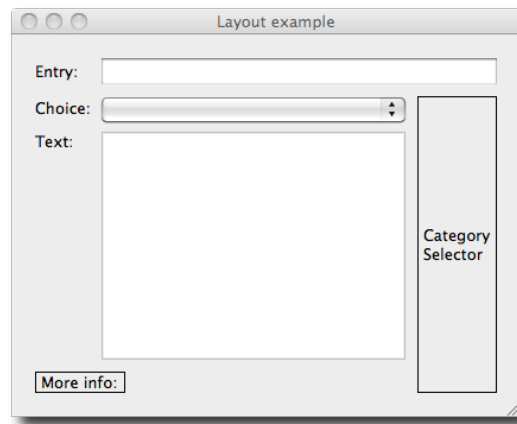 Layout example
Entry:
Choice:
Text:
Category
Selector
More info: